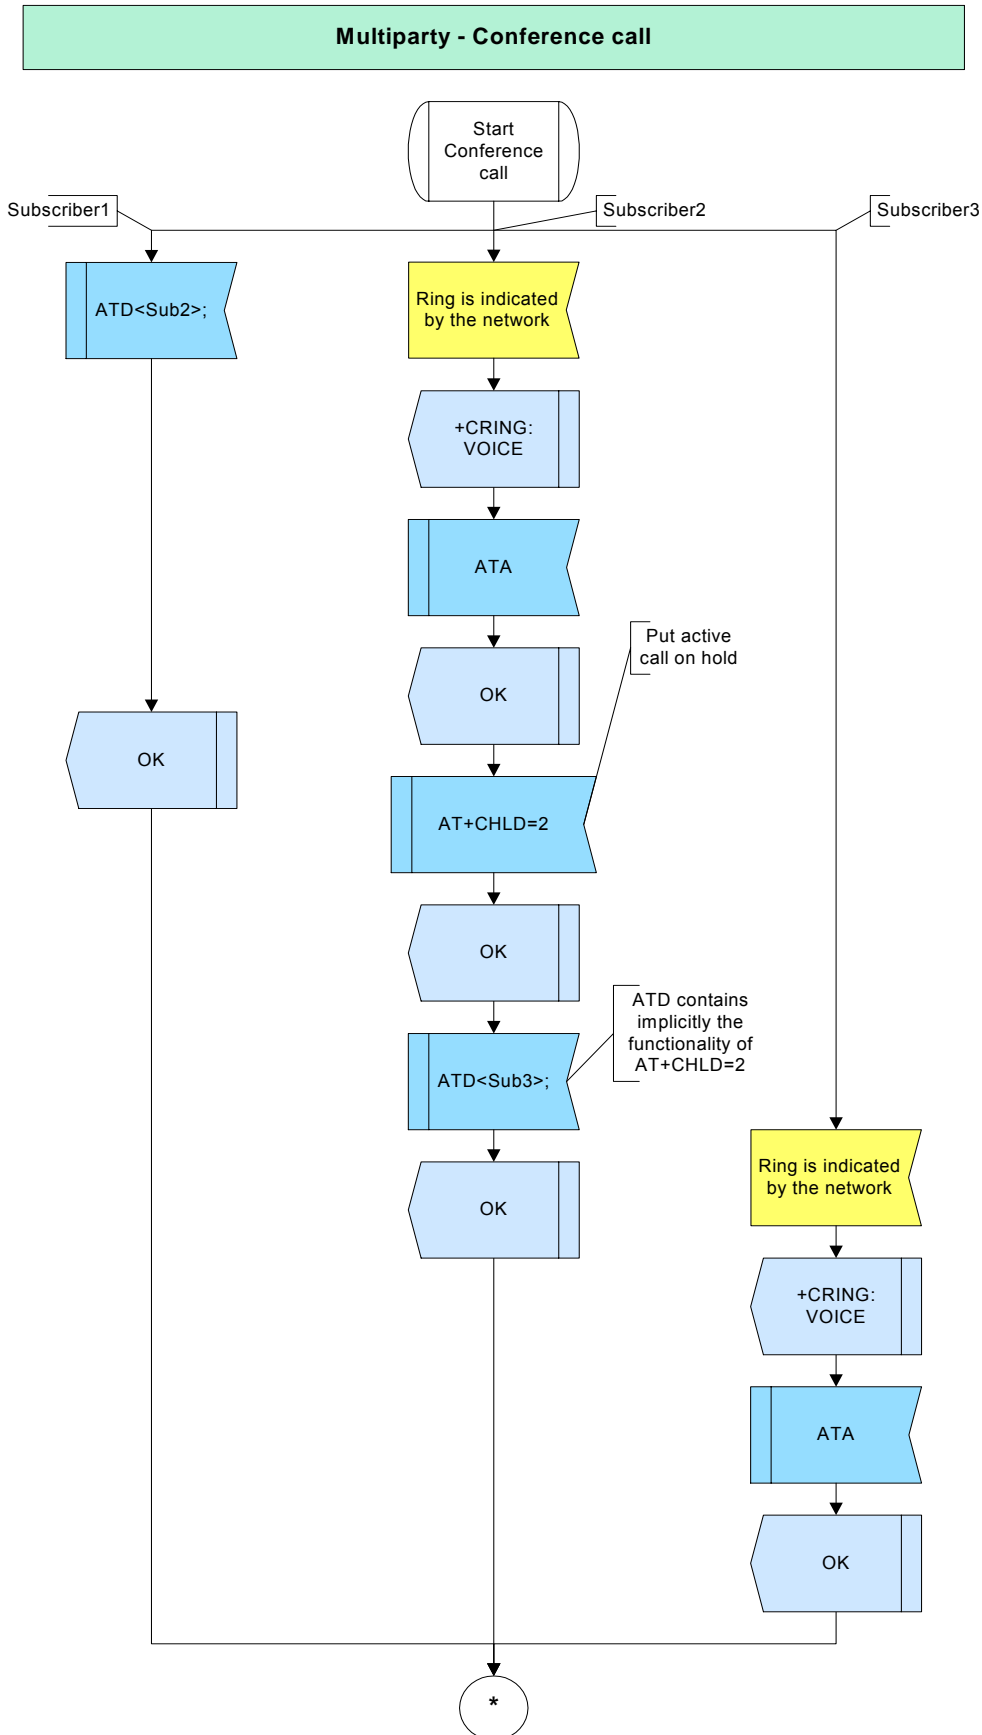 Multiparty - Conference call
Start
Conference
call
Subscriber1
Subscriber2
Subscriber3
ATD<Sub2>;
Ring is indicated
by the network
+CRING:
VOICE
ATA
Put active
call on hold
OK
OK
AT+CHLD=2
OK
ATD contains
implicitly the
functionality of
AT+CHLD=2
ATD<Sub3>;
Ring is indicated
by the network
OK
+CRING:
VOICE
ATA
OK
*